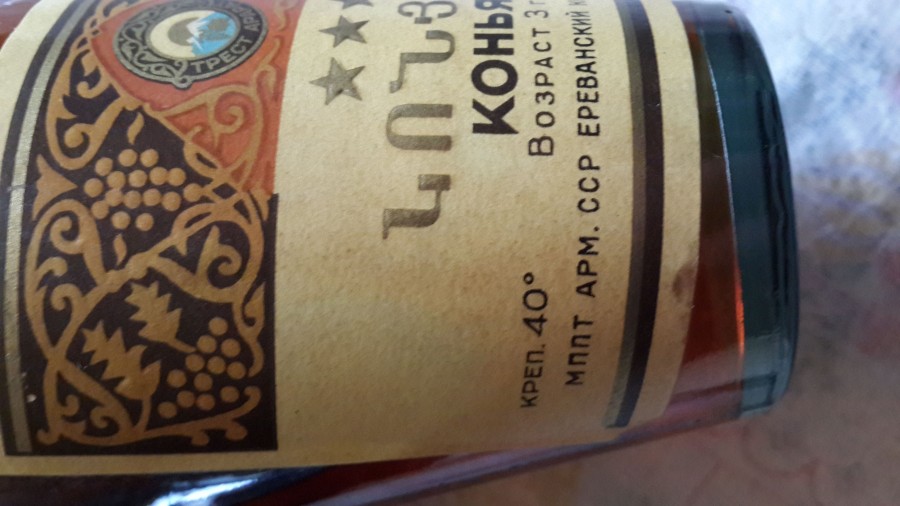 ТРЕСТ
ԿՈՆՅ
КОНЬЯ
ВОЗРАСТ 3 г
КРЕП. 40°
МППТ АРМ. ССР ЕРЕВАНСКИЙ К